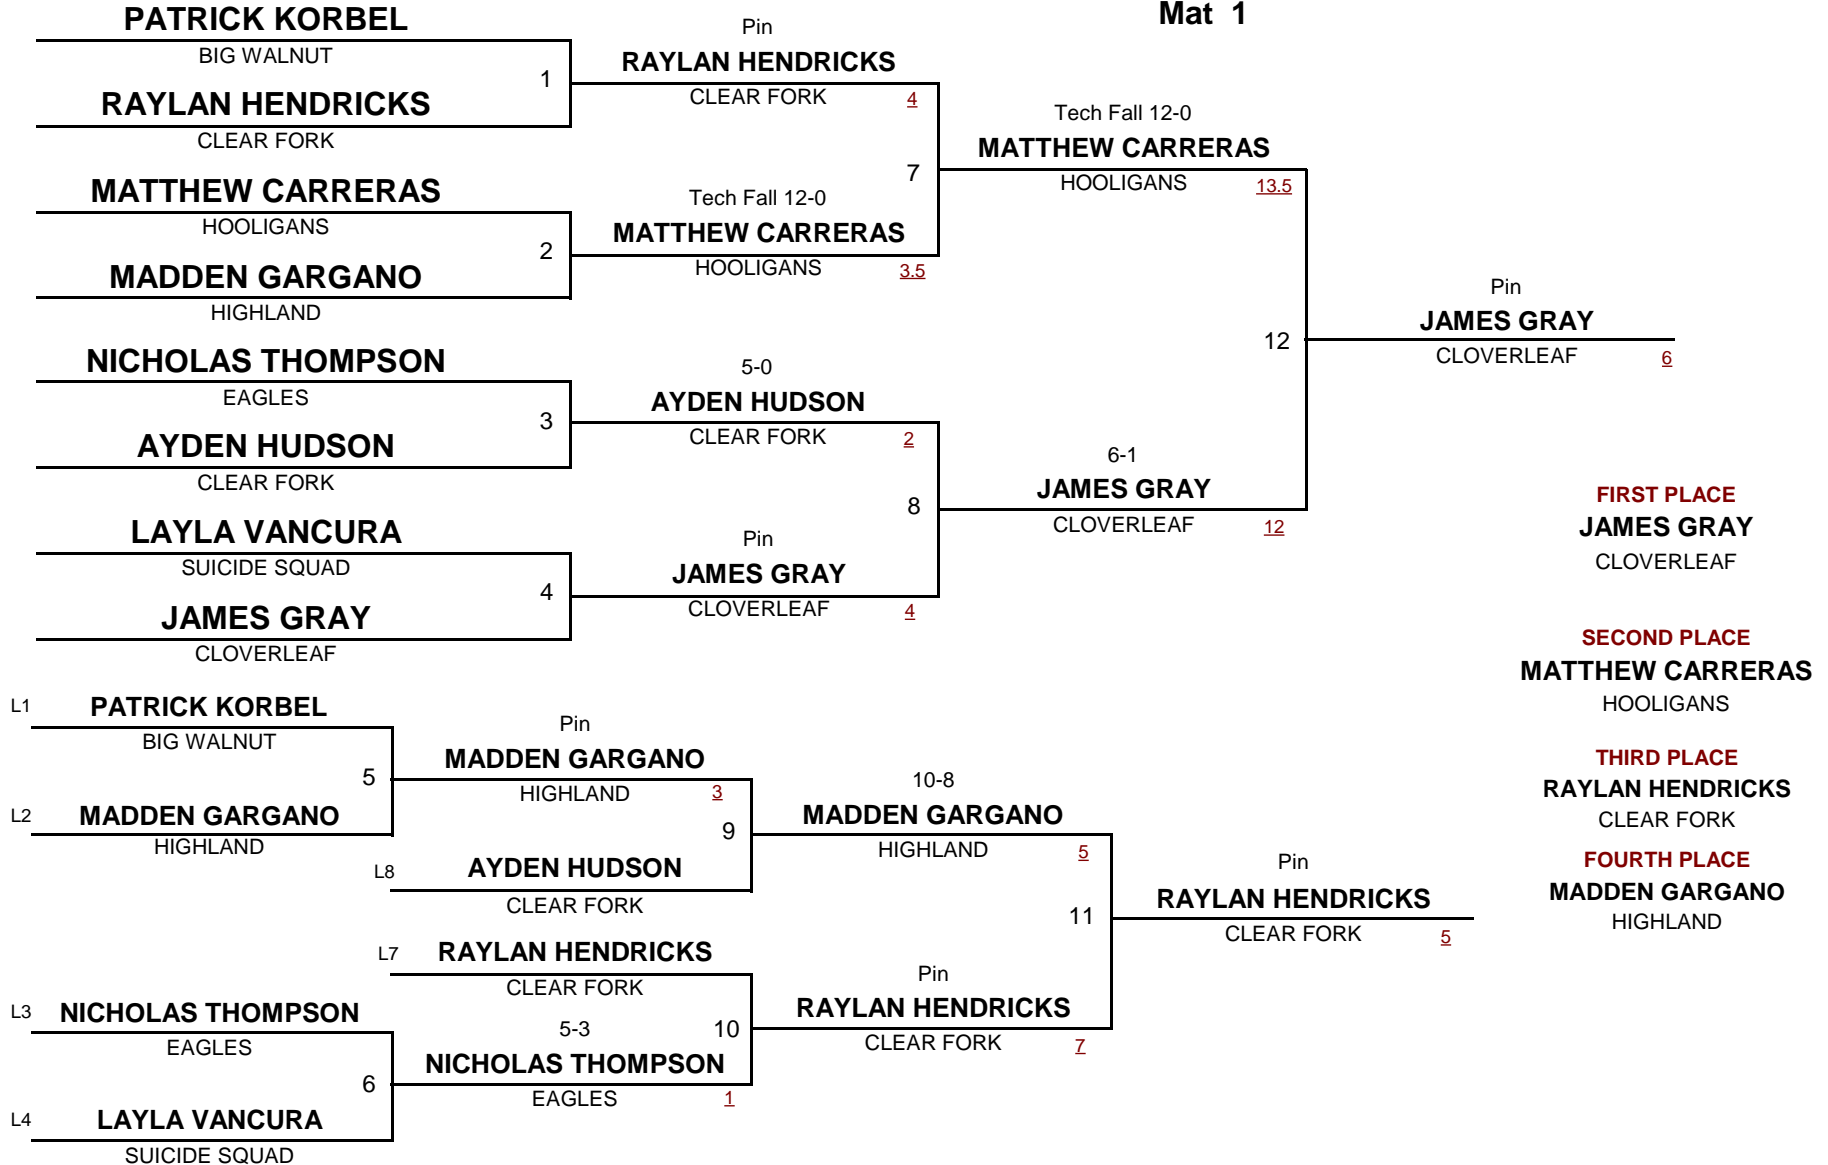 Mat 1
PATRICK KORBEL
BIG WALNUT
1
RAYLAN HENDRICKS
CLEAR FORK
MATTHEW CARRERAS
HOOLIGANS
2
MADDEN GARGANO
HIGHLAND
NICHOLAS THOMPSON
EAGLES
3
AYDEN HUDSON
CLEAR FORK
LAYLA VANCURA
SUICIDE SQUAD
4
JAMES GRAY
CLOVERLEAF
Pin
RAYLAN HENDRICKS
CLEAR FORK 4
7
Tech Fall 12-0
MATTHEW CARRERAS
HOOLIGANS 3.5
5-0
AYDEN HUDSON
CLEAR FORK 2
8
Pin
JAMES GRAY
CLOVERLEAF 4
Tech Fall 12-0
MATTHEW CARRERAS
HOOLIGANS 13.5
12
6-1
JAMES GRAY
CLOVERLEAF 12
Pin
JAMES GRAY
CLOVERLEAF 6
FIRST PLACE
JAMES GRAY
CLOVERLEAF
SECOND PLACE
MATTHEW CARRERAS
HOOLIGANS
THIRD PLACE
RAYLAN HENDRICKS
CLEAR FORK
FOURTH PLACE
MADDEN GARGANO
HIGHLAND
L1 PATRICK KORBEL
BIG WALNUT
5
L2 MADDEN GARGANO
HIGHLAND
L3 NICHOLAS THOMPSON
EAGLES
6
L4 LAYLA VANCURA
SUICIDE SQUAD
Pin
MADDEN GARGANO
HIGHLAND 3
9
L8 AYDEN HUDSON
CLEAR FORK
L7 RAYLAN HENDRICKS
CLEAR FORK
5-3 10
NICHOLAS THOMPSON
EAGLES 1
10-8
MADDEN GARGANO
HIGHLAND 5
11
Pin
RAYLAN HENDRICKS
CLEAR FORK 7
Pin
RAYLAN HENDRICKS
CLEAR FORK 5